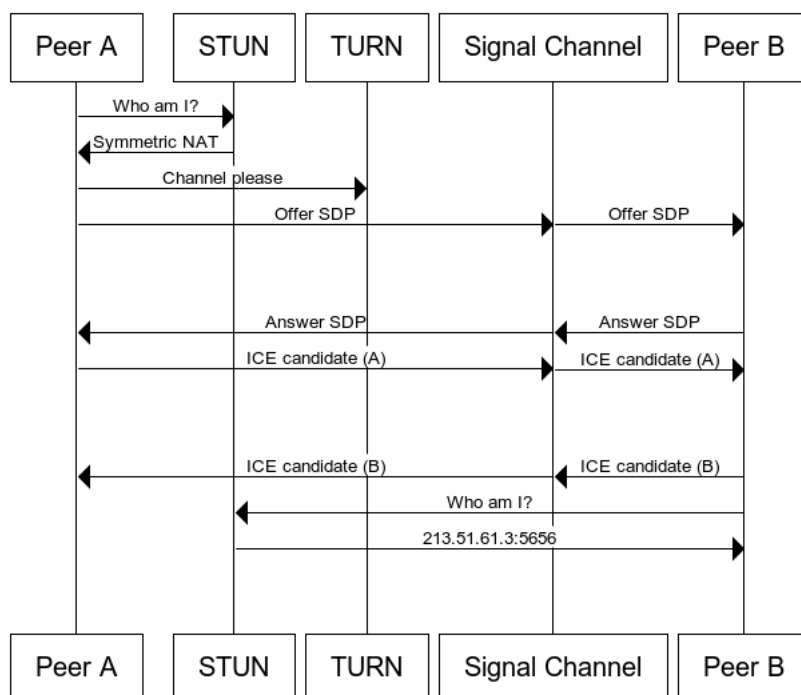 Peer A STUN TURN Signal Channel Peer B
Who am I?
Symmetric NAT
Channel please
Offer SDP Offer SDP
Answer SDP Answer SDP
ICE candidate (A) ICE candidate (A)
ICE candidate (B) ICE candidate (B)
Who am I?
213.51.61.3:5656
Peer A STUN TURN Signal Channel Peer B